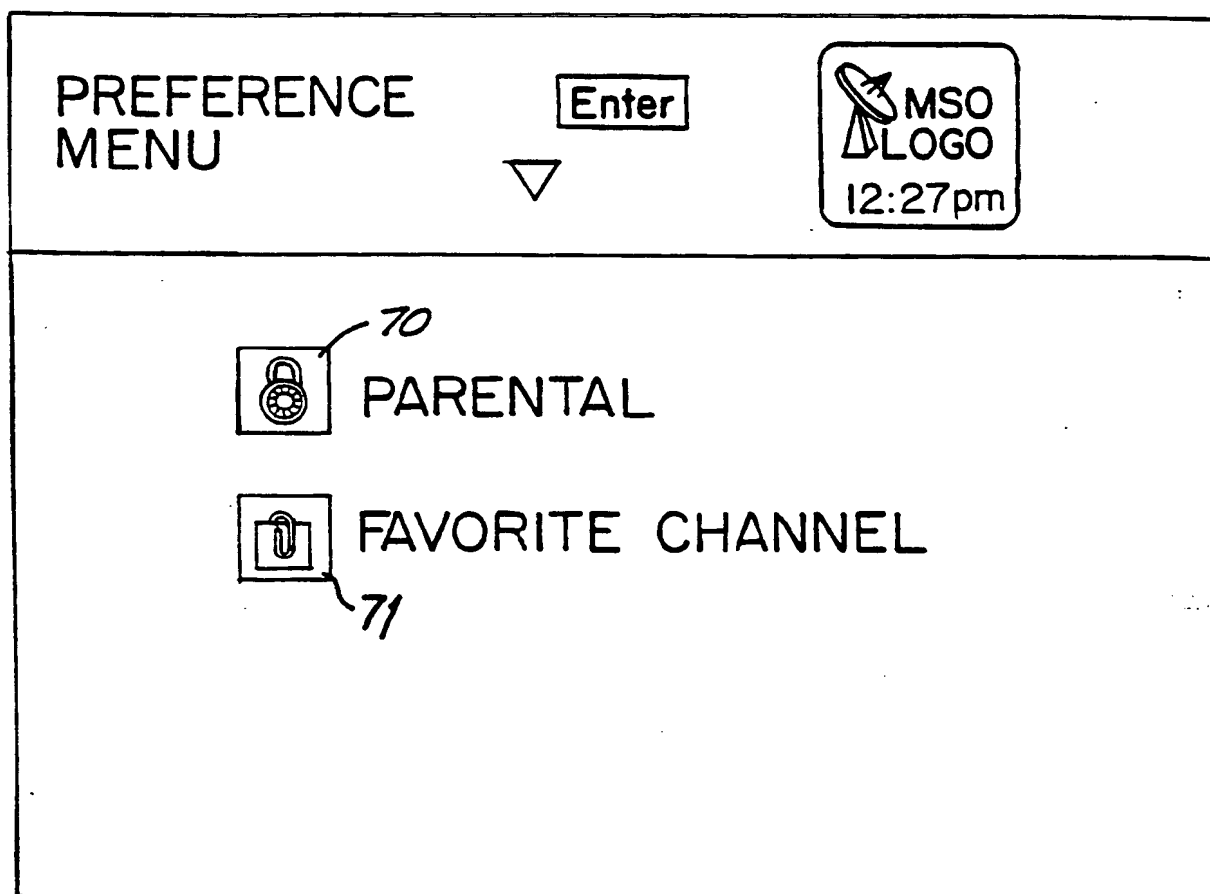 PREFERENCE
MENU
Enter
MSO
LOGO
12:27pm
70
PARENTAL
FAVORITE CHANNEL
71